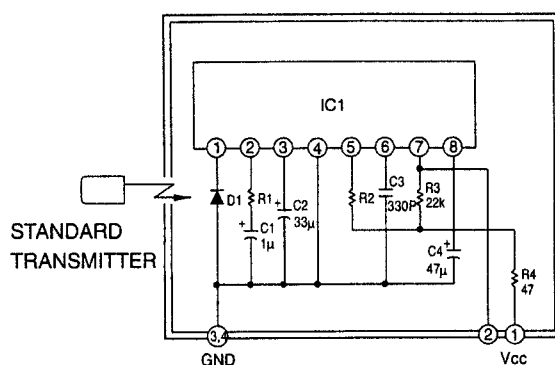 IC1
1 2 3 4 5 6 7 8
D1
R1
+
C1
1μ
+
C2
33μ
R2
C3
330P
R3
22k
C4 +
47μ
R4
47
STANDARD
TRANSMITTER
3,4
2
1
GND
Vcc